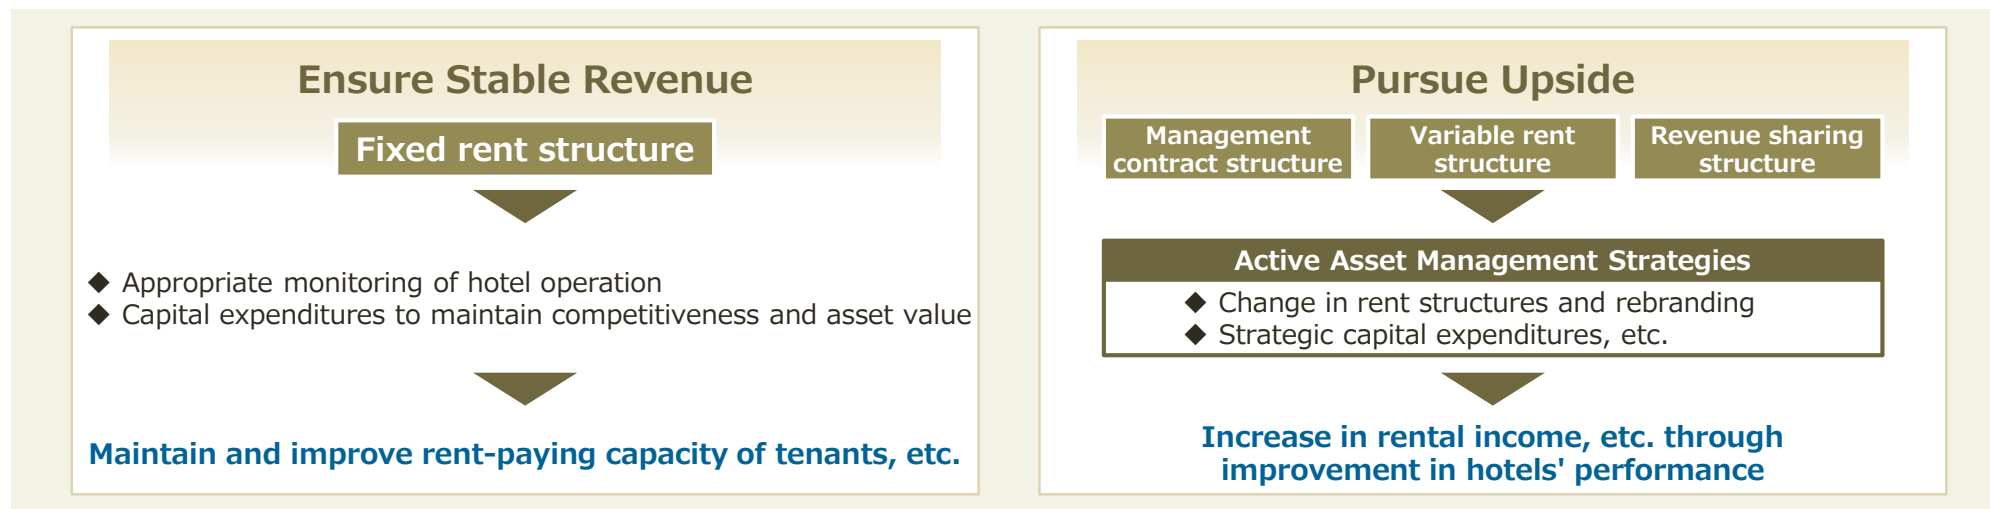 Ensure Stable Revenue
Fixed rent structure
◆ Appropriate monitoring of hotel operation
◆ Capital expenditures to maintain competitiveness and asset value
Maintain and improve rent-paying capacity of tenants, etc.
Pursue Upside
Management
contract structure
Variable rent
structure
Revenue sharing
structure
Active Asset Management Strategies
◆ Change in rent structures and rebranding
◆ Strategic capital expenditures, etc.
Increase in rental income, etc. through
improvement in hotels' performance